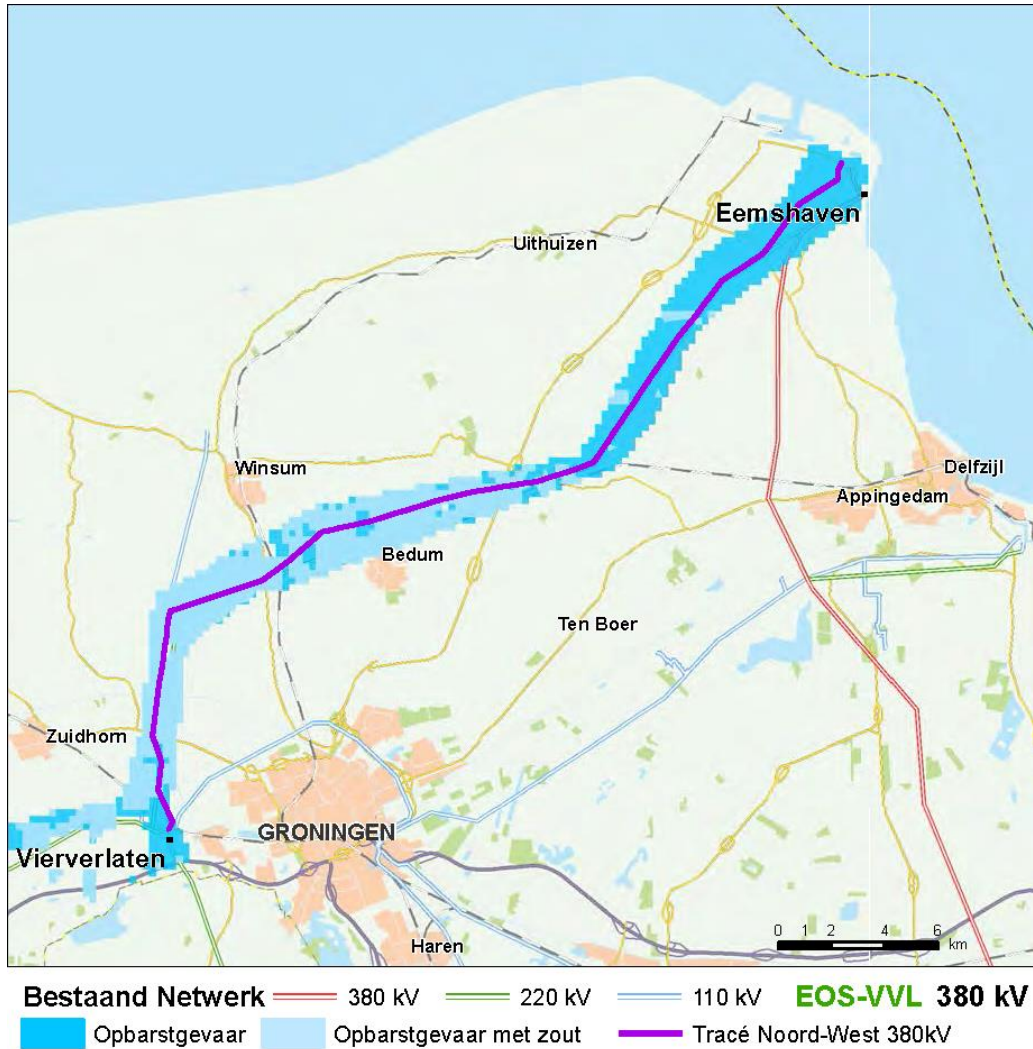 Eemshaven
Uithuizen
Winsum
Delfzijl
Appingedam
Bedum
Ten Boer
Zuidhorn
GRONINGEN
Vierverlaten
Haren
0 1 2 4 6
km
Bestaand Netwerk 380 kV 220 kV 110 kV EOS-VVL 380 kV
Opbarstgevaar Opbarstgevaar met zout Tracé Noord-West 380kV